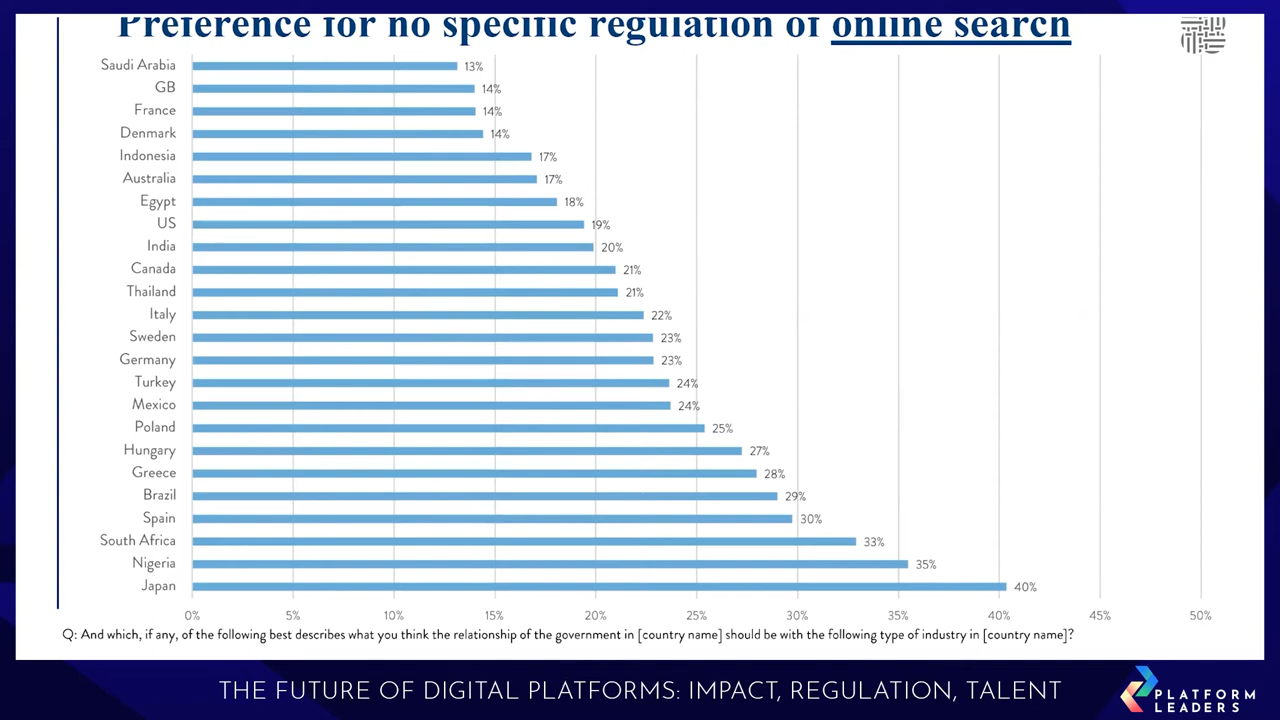 Preference for no specific regulation of online search
Saudi Arabia 13%
GB 14%
France 14%
Denmark 14%
Indonesia 17%
Australia 17%
Egypt 18%
US 19%
India 20%
Canada 21%
Thailand 21%
Italy 22%
Sweden 23%
Germany 23%
Turkey 24%
Mexico 24%
Poland 25%
Hungary 27%
Greece 28%
Brazil 29%
Spain 30%
South Africa 33%
Nigeria 35%
Japan 40%
0% 5% 10% 15% 20% 25% 30% 35% 40% 45% 50%
Q: And which, if any, of the following best describes what you think the relationship of the government in [country name] should be with the following type of industry in [country name]?
THE FUTURE OF DIGITAL PLATFORMS: IMPACT, REGULATION, TALENT
PLATFORM
LEADERS